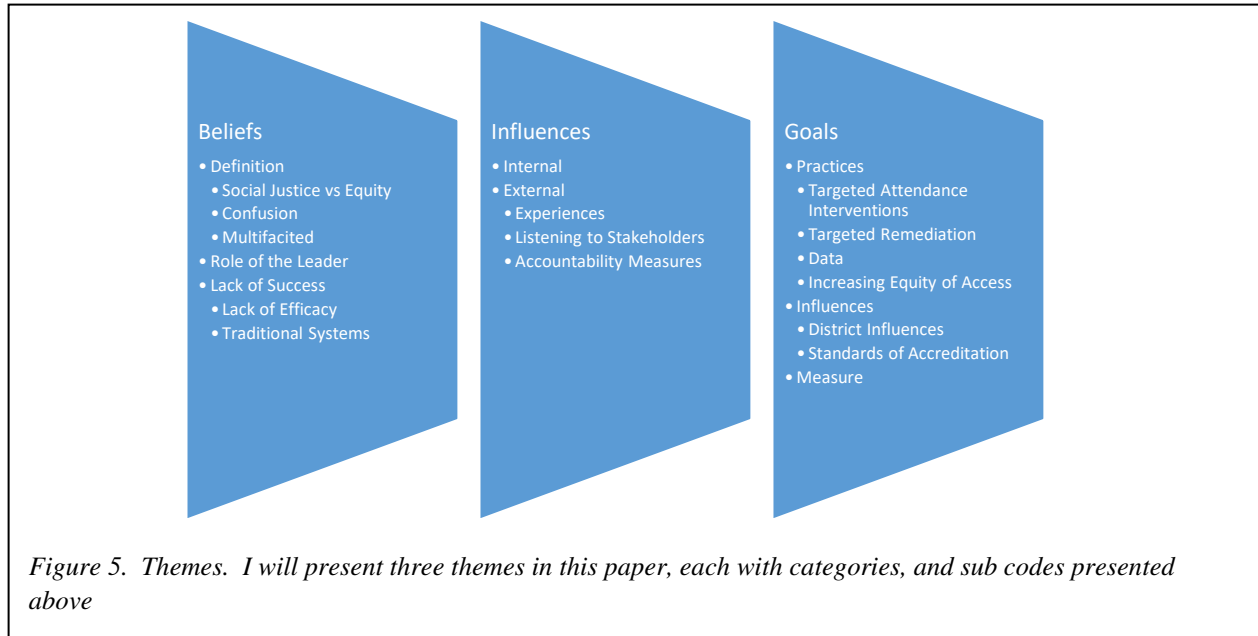 Beliefs
• Definition
• Social Justice vs Equity
• Confusion
• Multifacited
• Role of the Leader
• Lack of Success
• Lack of Efficacy
• Traditional Systems
Influences
• Internal
• External
• Experiences
• Listening to Stakeholders
• Accountability Measures
Goals
• Practices
• Targeted Attendance
Interventions
• Targeted Remediation
• Data
• Increasing Equity of Access
• Influences
• District Influences
• Standards of Accreditation
• Measure
Figure 5. Themes. I will present three themes in this paper, each with categories, and sub codes presented
above